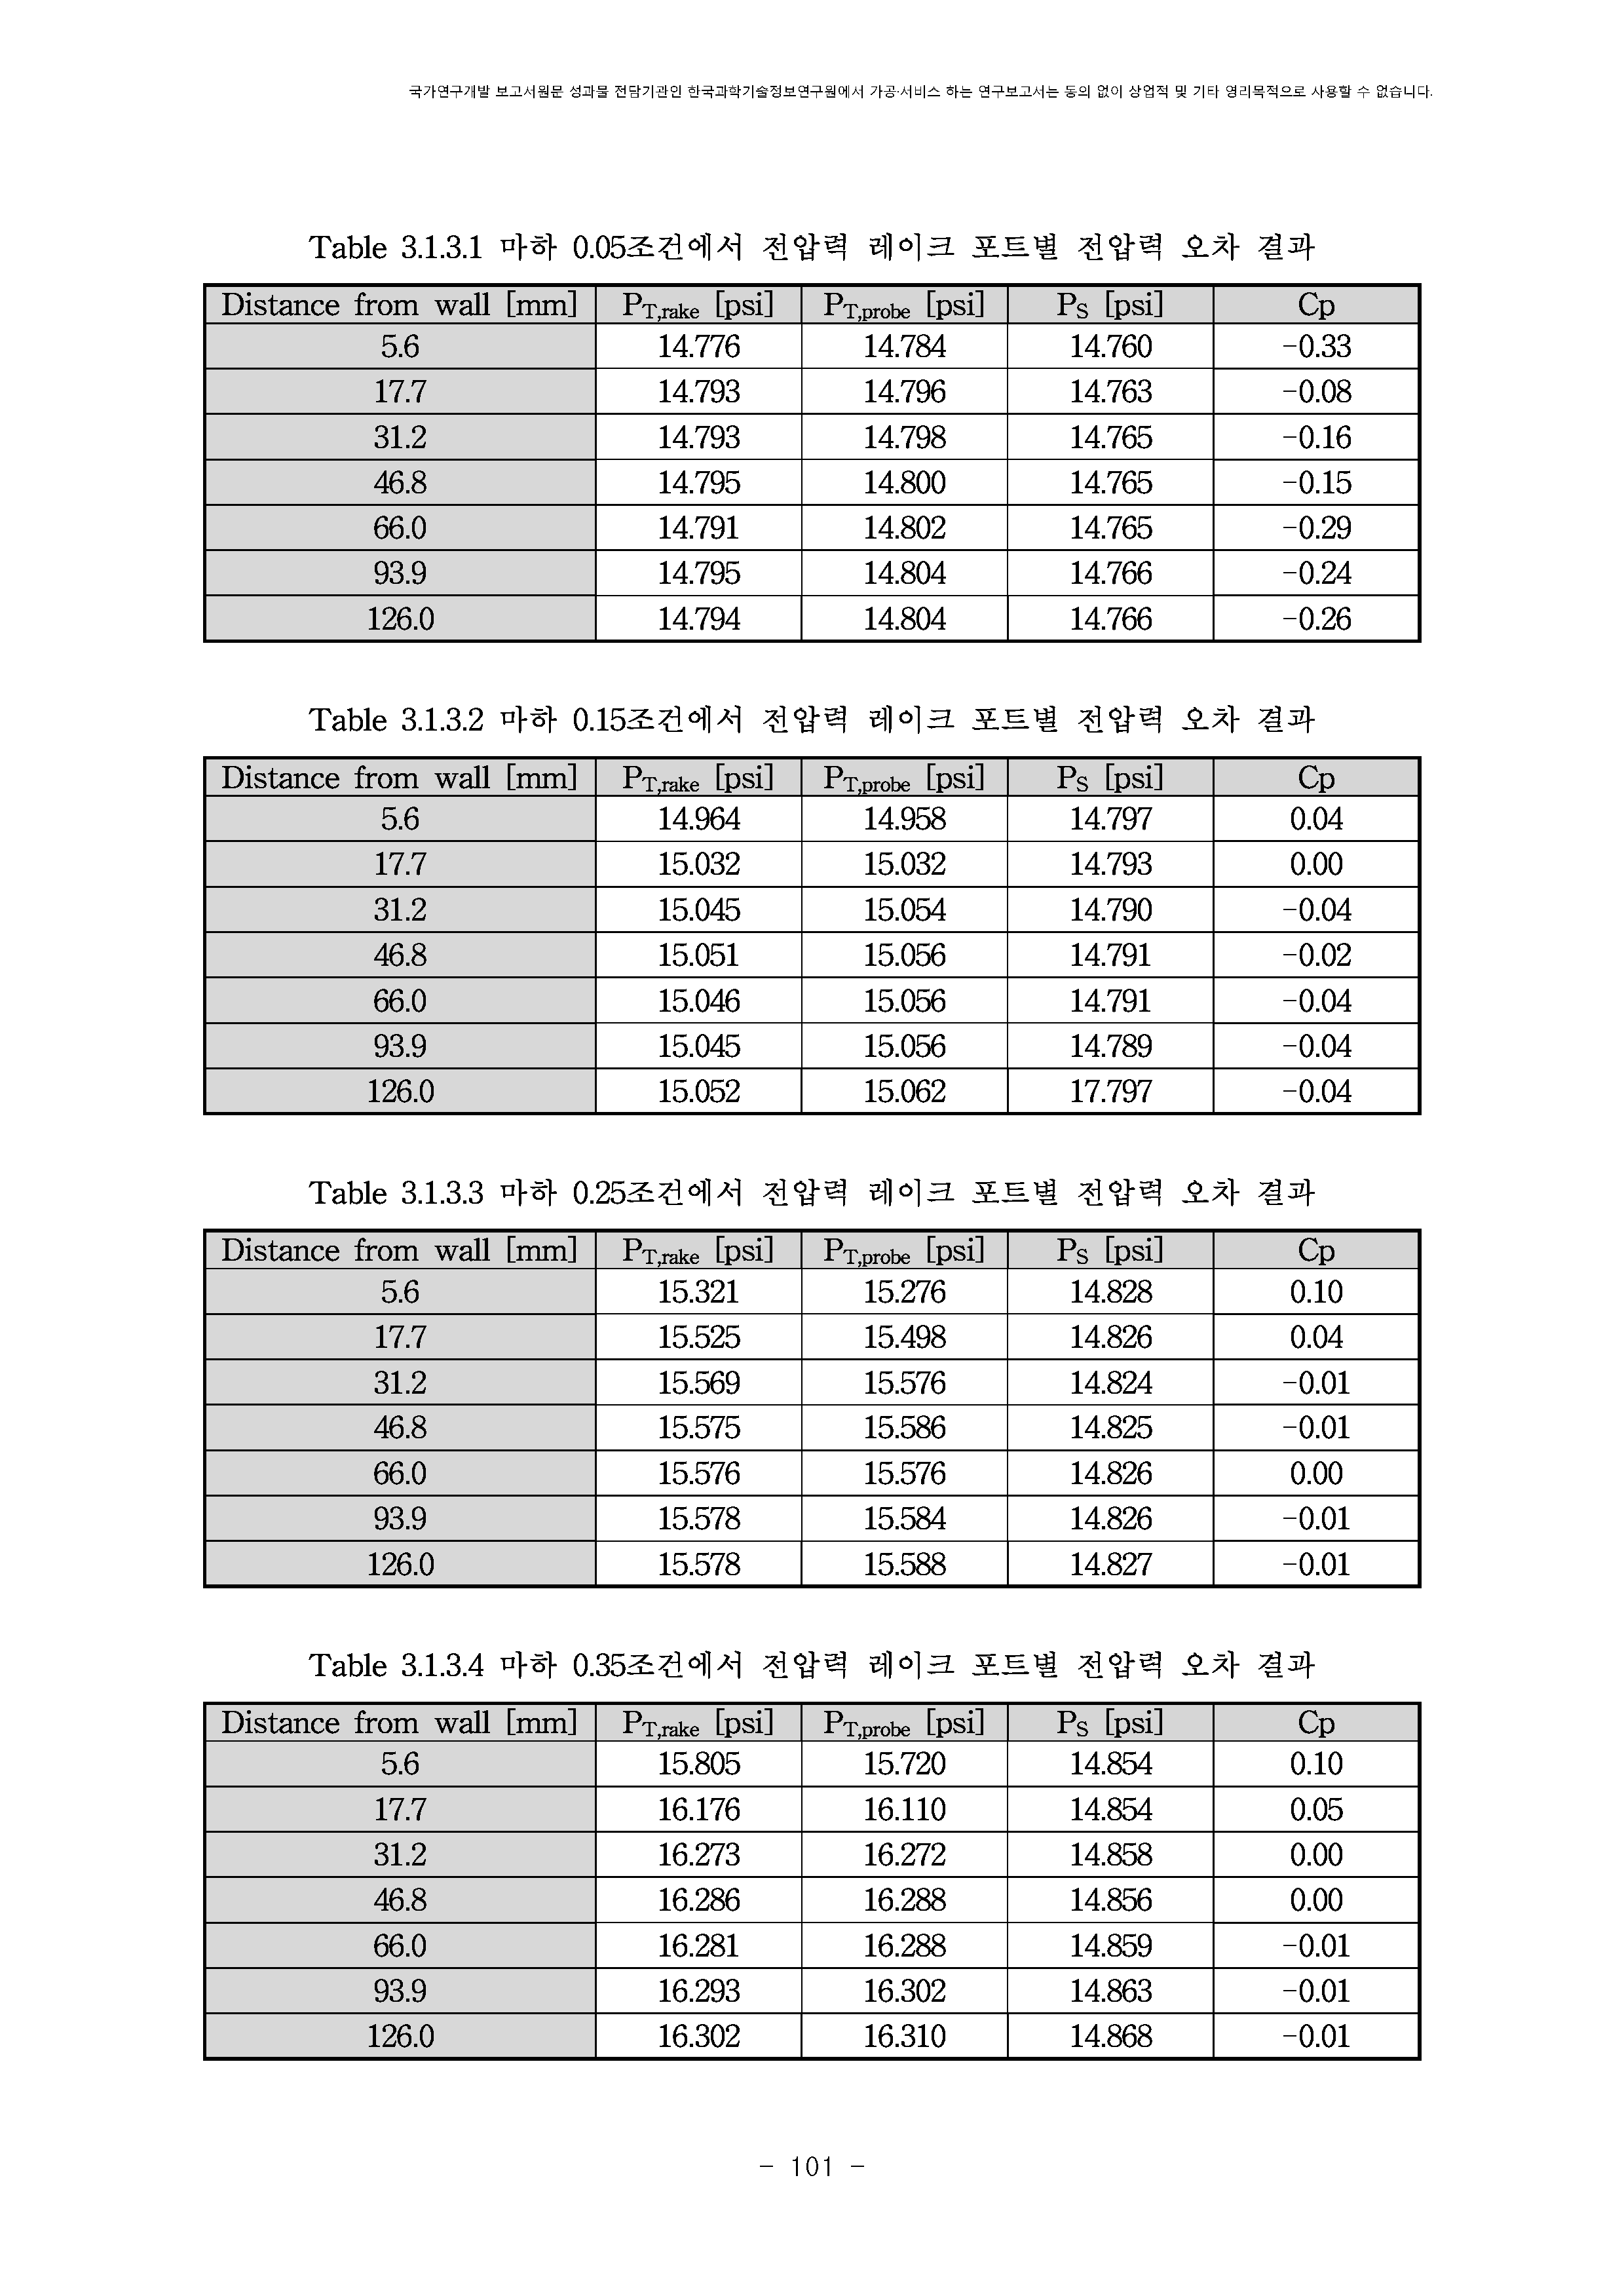 국가연구개발 보고서원문 성과물 전담기관인 한국과학기술정보연구원에서 가공·서비스 하는 연구보고서는 동의 없이 상업적 및 기타 영리목적으로 사용할 수 없습니다.
Table 3.1.3.1 마하 0.05조건에서 전압력 레이크 포트별 전압력 오차 결과
Distance from wall [mm] PT,rake [psi] PT,probe [psi] PS [psi] Cp
5.6 14.776 14.784 14.760 -0.33
17.7 14.793 14.796 14.763 -0.08
31.2 14.793 14.798 14.765 -0.16
46.8 14.795 14.800 14.765 -0.15
66.0 14.791 14.802 14.765 -0.29
93.9 14.795 14.804 14.766 -0.24
126.0 14.794 14.804 14.766 -0.26
Table 3.1.3.2 마하 0.15조건에서 전압력 레이크 포트별 전압력 오차 결과
Distance from wall [mm] PT,rake [psi] PT,probe [psi] PS [psi] Cp
5.6 14.964 14.958 14.797 0.04
17.7 15.032 15.032 14.793 0.00
31.2 15.045 15.054 14.790 -0.04
46.8 15.051 15.056 14.791 -0.02
66.0 15.046 15.056 14.791 -0.04
93.9 15.045 15.056 14.789 -0.04
126.0 15.052 15.062 17.797 -0.04
Table 3.1.3.3 마하 0.25조건에서 전압력 레이크 포트별 전압력 오차 결과
Distance from wall [mm] PT,rake [psi] PT,probe [psi] PS [psi] Cp
5.6 15.321 15.276 14.828 0.10
17.7 15.525 15.498 14.826 0.04
31.2 15.569 15.576 14.824 -0.01
46.8 15.575 15.586 14.825 -0.01
66.0 15.576 15.576 14.826 0.00
93.9 15.578 15.584 14.826 -0.01
126.0 15.578 15.588 14.827 -0.01
Table 3.1.3.4 마하 0.35조건에서 전압력 레이크 포트별 전압력 오차 결과
Distance from wall [mm] PT,rake [psi] PT,probe [psi] PS [psi] Cp
5.6 15.805 15.720 14.854 0.10
17.7 16.176 16.110 14.854 0.05
31.2 16.273 16.272 14.858 0.00
46.8 16.286 16.288 14.856 0.00
66.0 16.281 16.288 14.859 -0.01
93.9 16.293 16.302 14.863 -0.01
126.0 16.302 16.310 14.868 -0.01
- 101 -